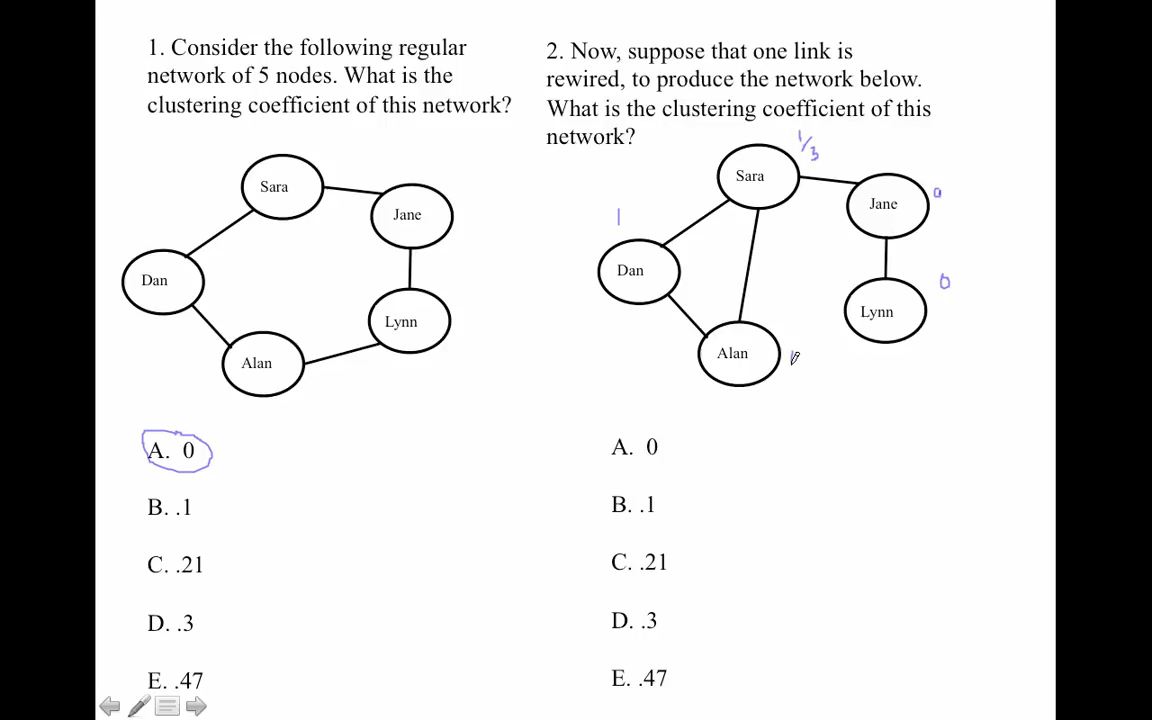 1. Consider the following regular
network of 5 nodes. What is the
clustering coefficient of this network?
Sara
Jane
Dan
Lynn
Alan
A. 0
B. .1
C. .21
D. .3
E. .47
2. Now, suppose that one link is
rewired, to produce the network below.
What is the clustering coefficient of this
network?
1/3
Sara
Jane
0
1
Dan
0
Lynn
Alan
A. 0
B. .1
C. .21
D. .3
E. .47